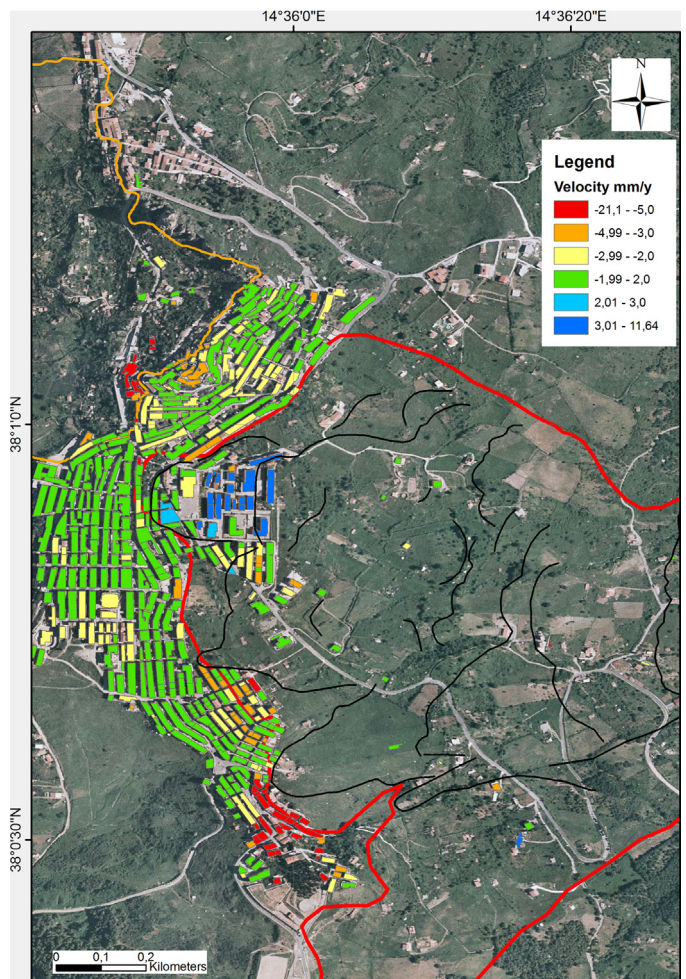 14°36'0"E
14°36'20"E
N
Legend
Velocity mm/y
-21,1 - -5,0
-4,99 - -3,0
-2,99 - -2,0
-1,99 - 2,0
2,01 - 3,0
3,01 - 11,64
38°1'0"N
38°0'30"N
0 0,1 0,2
Kilometers